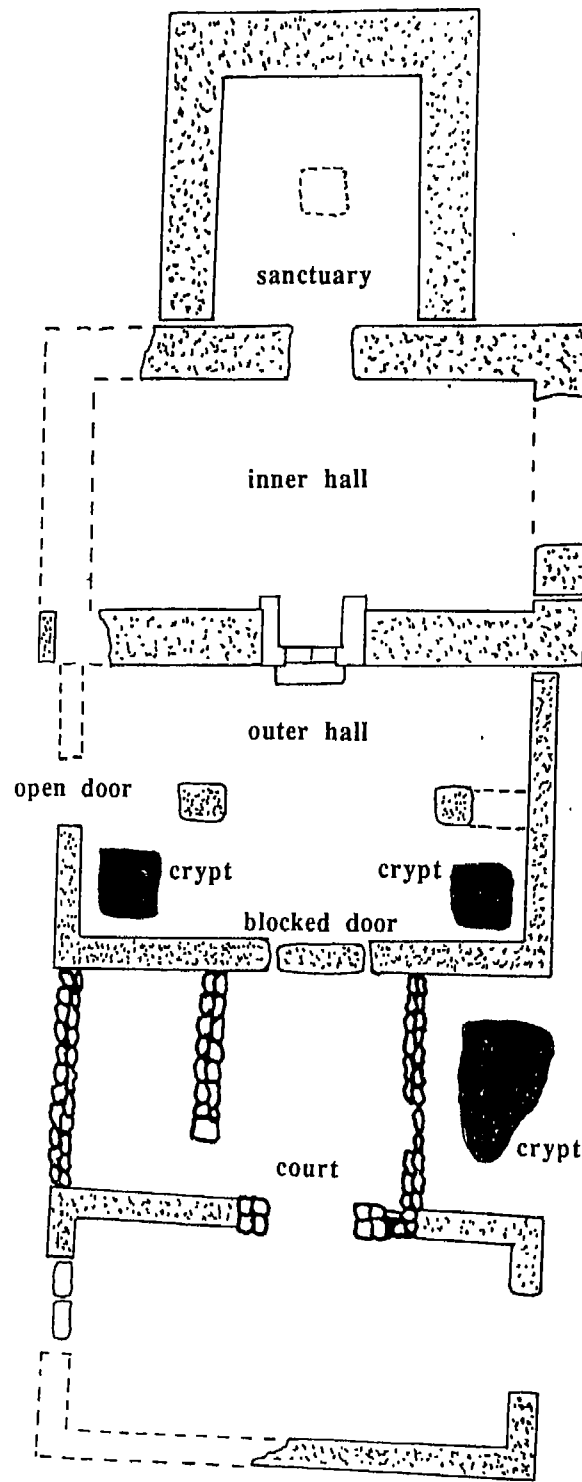 sanctuary
inner hall
outer hall
open door
crypt
crypt
blocked door
crypt
court